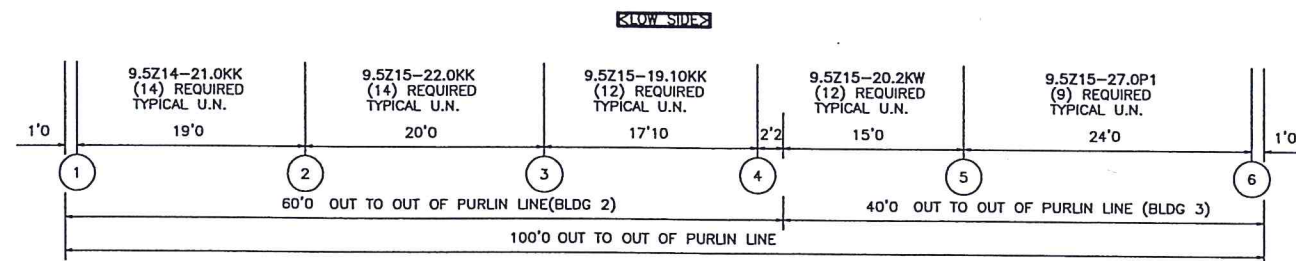 <LOW SIDE>
9.5Z14-21.0KK
(14) REQUIRED
TYPICAL U.N.
9.5Z15-22.0KK
(14) REQUIRED
TYPICAL U.N.
9.5Z15-19.10KK
(12) REQUIRED
TYPICAL U.N.
9.5Z15-20.2KW
(12) REQUIRED
TYPICAL U.N.
9.5Z15-27.0P1
(9) REQUIRED
TYPICAL U.N.
1'0 19'0 20'0 17'10 2'2 15'0 24'0 1'0
1 2 3 4 5 6
60'0 OUT TO OUT OF PURLIN LINE(BLDG 2)
40'0 OUT TO OUT OF PURLIN LINE (BLDG 3)
100'0 OUT TO OUT OF PURLIN LINE